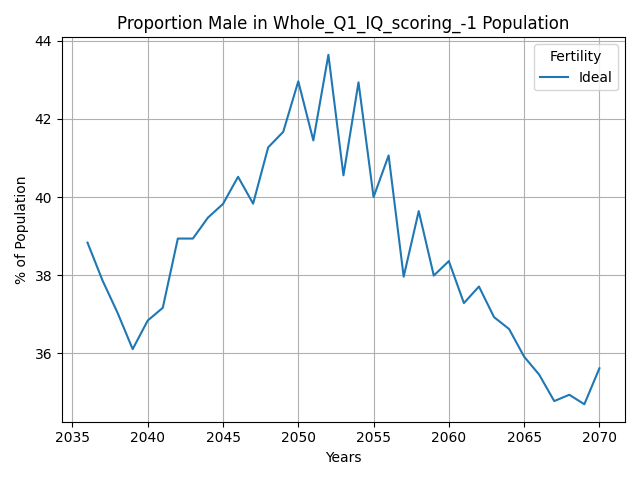 Proportion Male in Whole_Q1_IQ_scoring_-1 Population
Fertility
Ideal
44
42
40
38
36
% of Population
2035
2040
2045
2050
2055
2060
2065
2070
Years